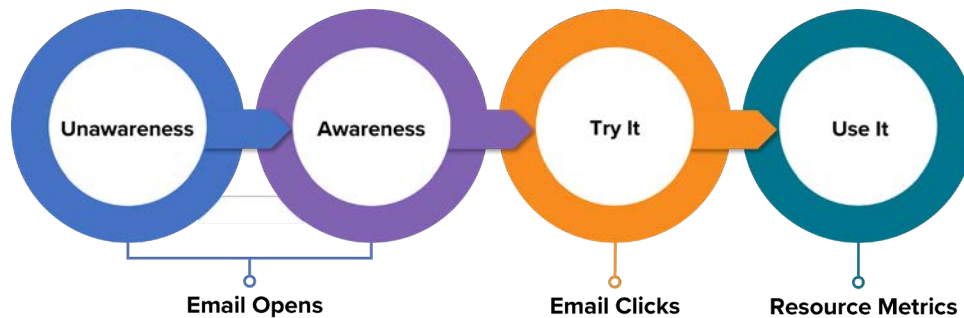 Unawareness
Awareness
Try It
Use It
Email Opens
Email Clicks
Resource Metrics